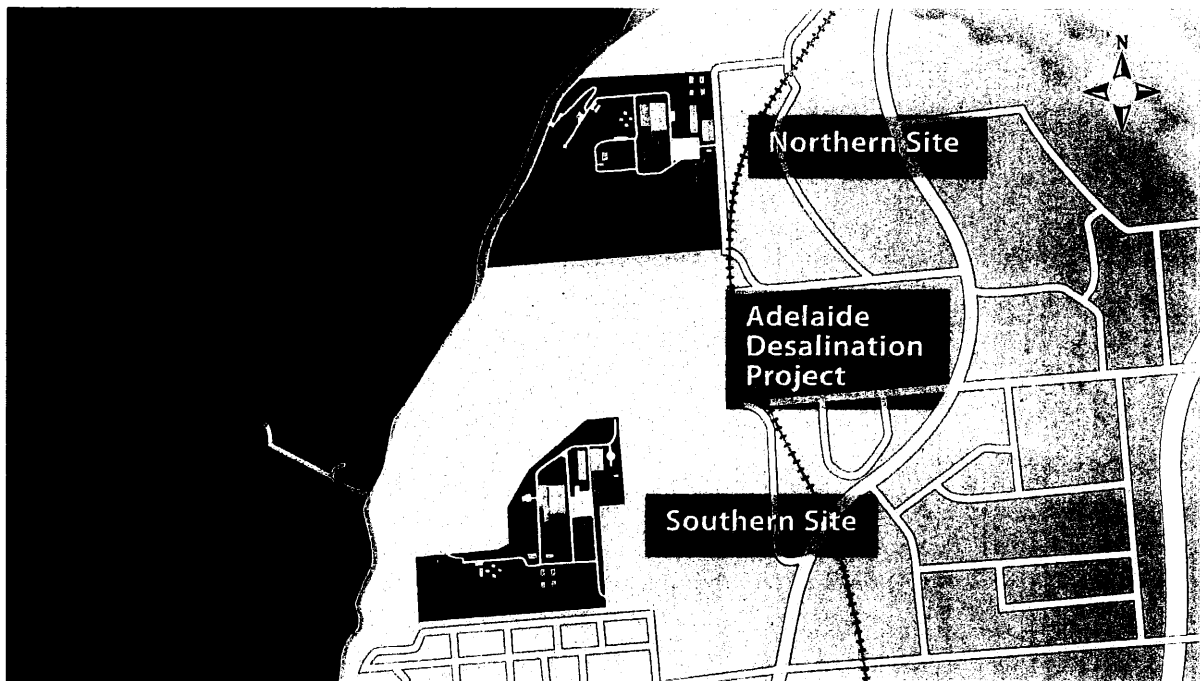 N
Northern Site
Adelaide
Desalination
Project
Southern Site